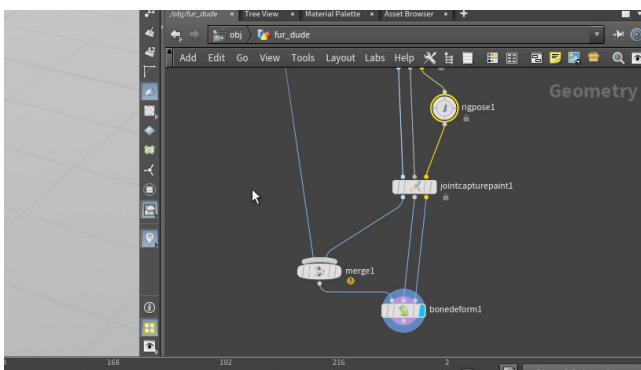 /obj/fur_dude × Tree View × Material Palette × Asset Browser × +
obj fur_dude
Add Edit Go View Tools Layout Labs Help
Geometry
rigpose1
jointcapturepaint1
merge1
bonedeform1
168 192 216 2